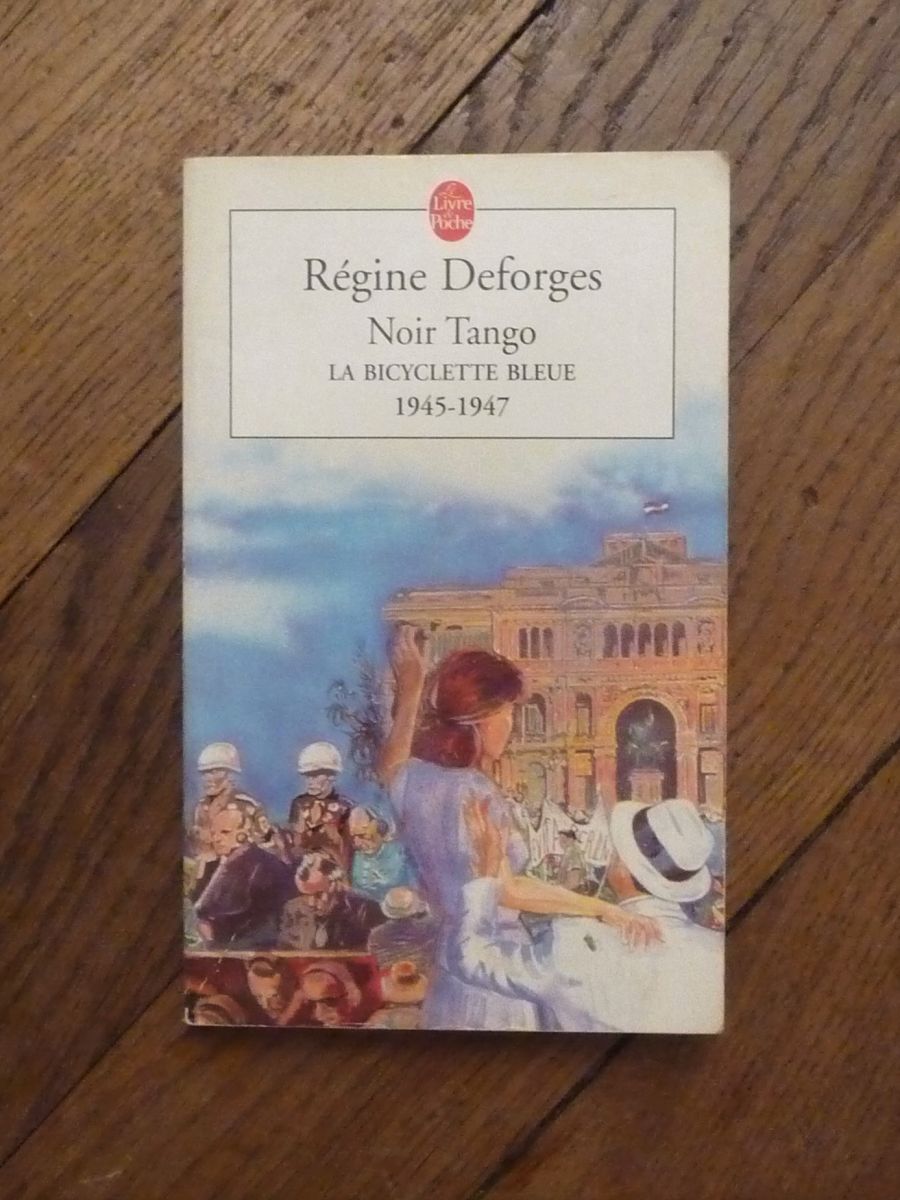 Le
Livre
de
Poche
Régine Deforges
Noir Tango
LA BICYCLETTE BLEUE
1945-1947